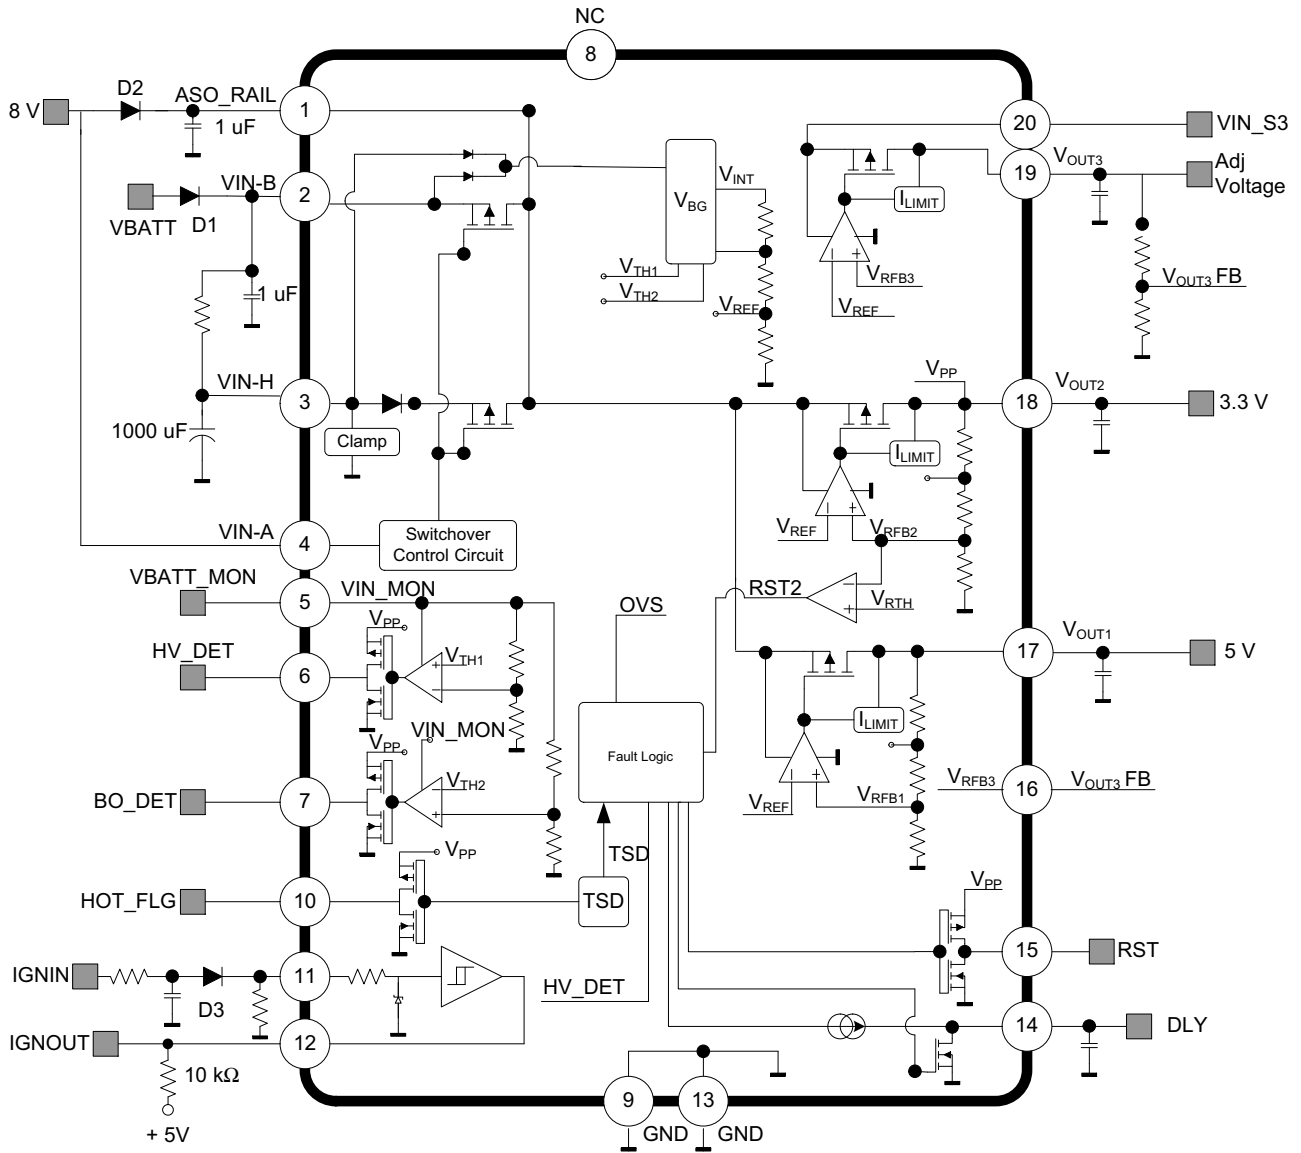 NC
8
D2
ASO_RAIL
8 V
1
1 uF
20
VIN_S3
VIN-B
2
VBATT
D1
1 uF
VBG
VINT
VTH1
VTH2
VREF
ILIMIT
VRFB3
VREF
19
VOUT3
Adj
Voltage
VOUT3 FB
VIN-H
3
1000 uF
Clamp
VPP
18
VOUT2
3.3 V
ILIMIT
VREF
VRFB2
VIN-A
4
Switchover
Control Circuit
VBATT_MON
5
VIN_MON
RST2
VRTH
OVS
HV_DET
6
VPP
VTH1
17
VOUT1
5 V
ILIMIT
Fault Logic
VIN_MON
VPP
BO_DET
7
VTH2
VREF
VRFB1
VRFB3
16
VOUT3 FB
TSD
VPP
HOT_FLG
10
TSD
VPP
15
RST
IGNIN
D3
11
HV_DET
14
DLY
IGNOUT
12
10 kΩ
+ 5V
9
13
GND
GND